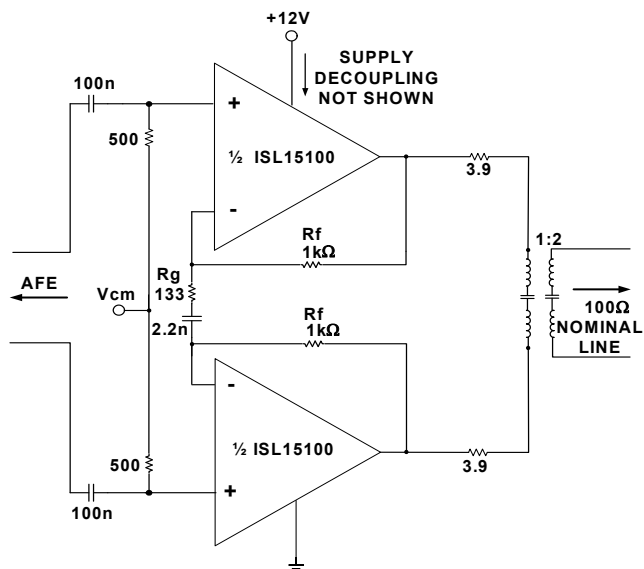 +12V
SUPPLY
DECOUPLING
NOT SHOWN
100n
+
500
½ ISL15100
3.9
-
Rf
1kΩ
1:2
Rg
133
AFE
Vcm
2.2n
Rf
1kΩ
100Ω
NOMINAL
LINE
-
½ ISL15100
500
3.9
+
100n